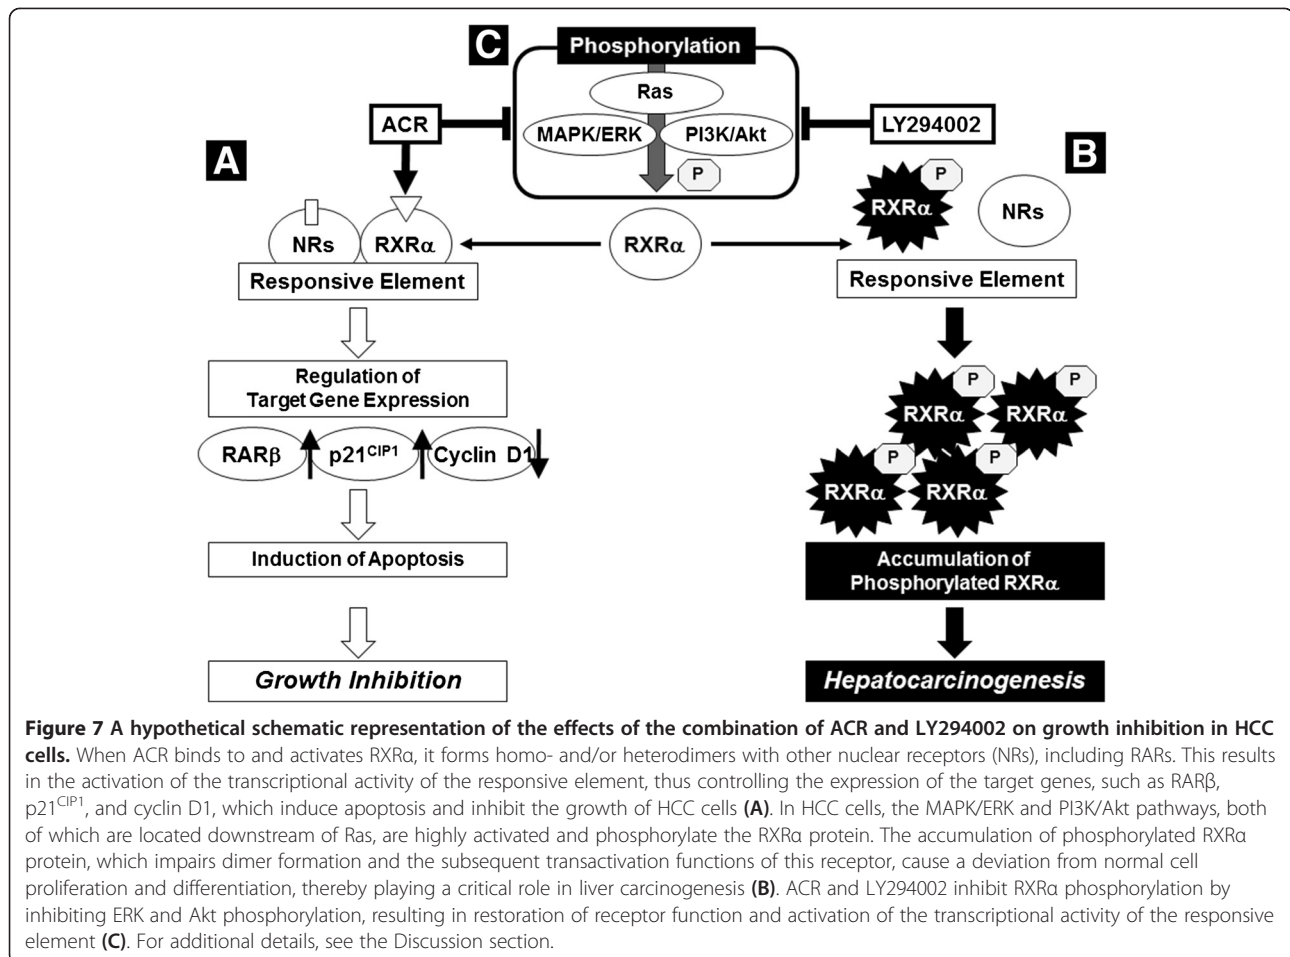 C
Phosphorylation
Ras
MAPK/ERK
PI3K/Akt
P
ACR
LY294002
A
B
NRs
RXRα
Responsive Element
RXRα
RXRα
P
NRs
Responsive Element
Regulation of
Target Gene Expression
RARβ
p21CIP1
Cyclin D1
Induction of Apoptosis
Growth Inhibition
RXRα
P
RXRα
P
RXRα
P
RXRα
P
Accumulation of
Phosphorylated RXRα
Hepatocarcinogenesis
Figure 7 A hypothetical schematic representation of the effects of the combination of ACR and LY294002 on growth inhibition in HCC
cells. When ACR binds to and activates RXRα, it forms homo- and/or heterodimers with other nuclear receptors (NRs), including RARs. This results
in the activation of the transcriptional activity of the responsive element, thus controlling the expression of the target genes, such as RARβ,
p21CIP1, and cyclin D1, which induce apoptosis and inhibit the growth of HCC cells (A). In HCC cells, the MAPK/ERK and PI3K/Akt pathways, both
of which are located downstream of Ras, are highly activated and phosphorylate the RXRα protein. The accumulation of phosphorylated RXRα
protein, which impairs dimer formation and the subsequent transactivation functions of this receptor, cause a deviation from normal cell
proliferation and differentiation, thereby playing a critical role in liver carcinogenesis (B). ACR and LY294002 inhibit RXRα phosphorylation by
inhibiting ERK and Akt phosphorylation, resulting in restoration of receptor function and activation of the transcriptional activity of the responsive
element (C). For additional details, see the Discussion section.